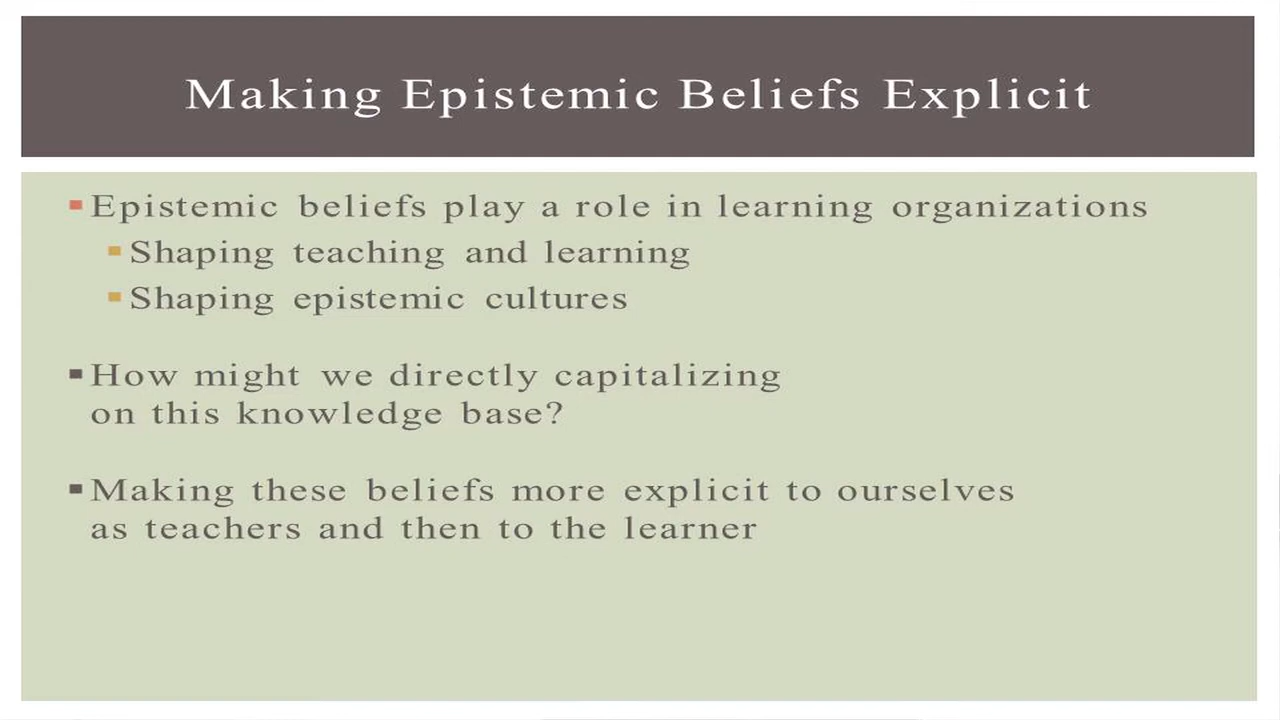 Making Epistemic Beliefs Explicit
Epistemic beliefs play a role in learning organizations
Shaping teaching and learning
Shaping epistemic cultures
How might we directly capitalizing
on this knowledge base?
Making these beliefs more explicit to ourselves
as teachers and then to the learner